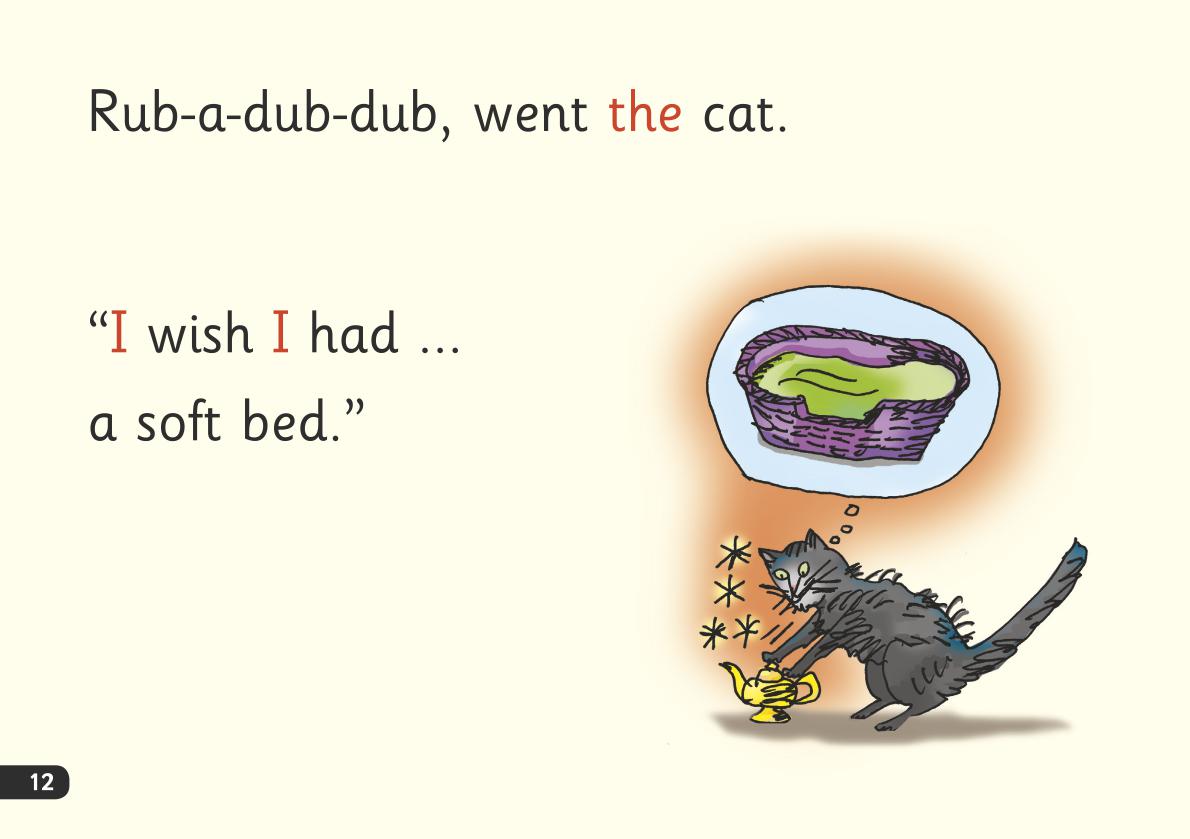 Rub-a-dub-dub, went the cat.
“I wish I had ...
a soft bed.”
12